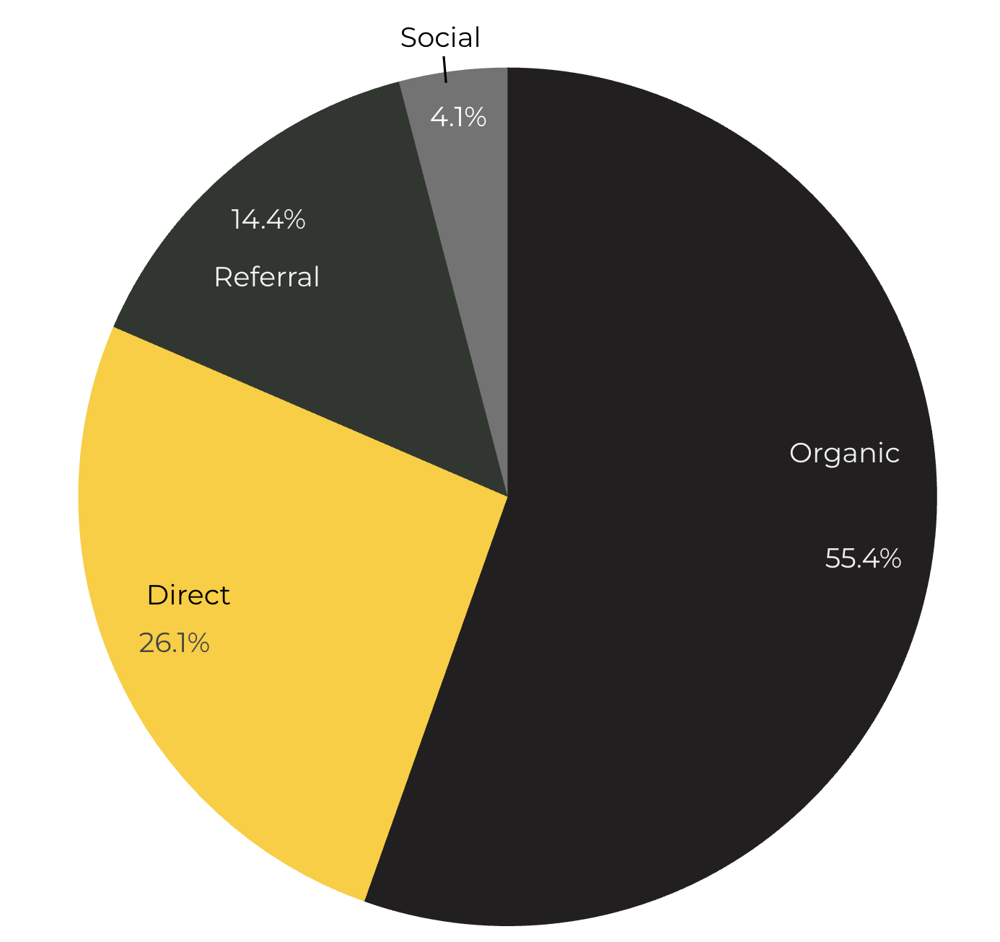 Social
4.1%
14.4%
Referral
Organic
55.4%
Direct
26.1%